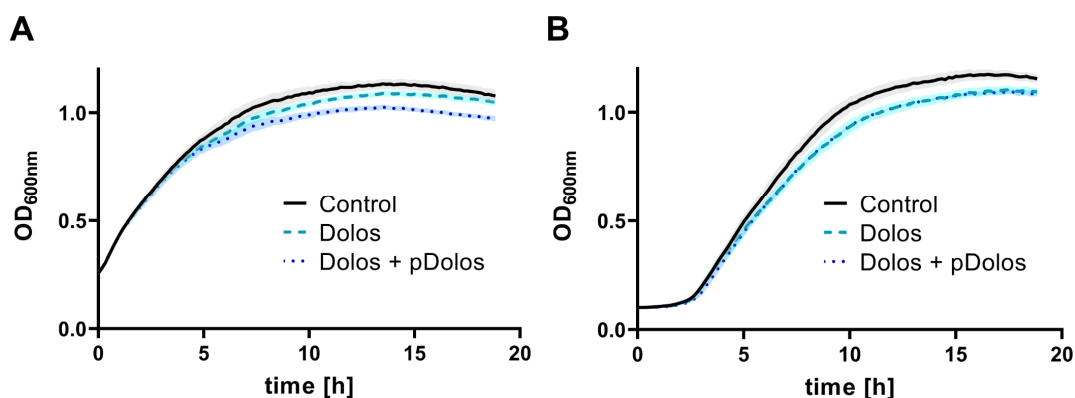 A
OD600nm
1.0
0.5
0.0
Control
Dolos
Dolos + pDolos
0 5 10 15 20
time [h]
B
OD600nm
1.0
0.5
0.0
Control
Dolos
Dolos + pDolos
0 5 10 15 20
time [h]